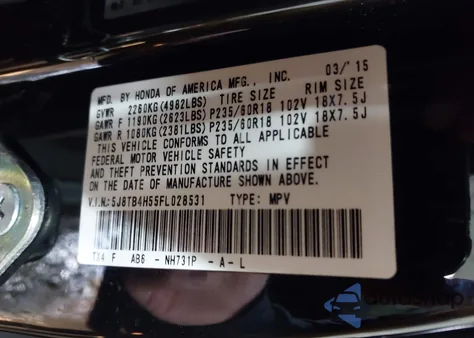 MFD. BY HONDA OF AMERICA MFG., INC. 03/'15
GVWR 2260KG(4982LBS) TIRE SIZE RIM SIZE
GAWR F 1190KG(2623LBS) P235/60R18 102V 18X7.5J
GAWR R 1080KG(2381LBS) P235/60R18 102V 18X7.5J
THIS VEHICLE CONFORMS TO ALL APPLICABLE
FEDERAL MOTOR VEHICLE SAFETY
AND THEFT PREVENTION STANDARDS IN EFFECT
ON THE DATE OF MANUFACTURE SHOWN ABOVE.
V.I.N.:5J8TB4H55FL028531 TYPE: MPV
TX4 F AB6 - NH731P - A - L